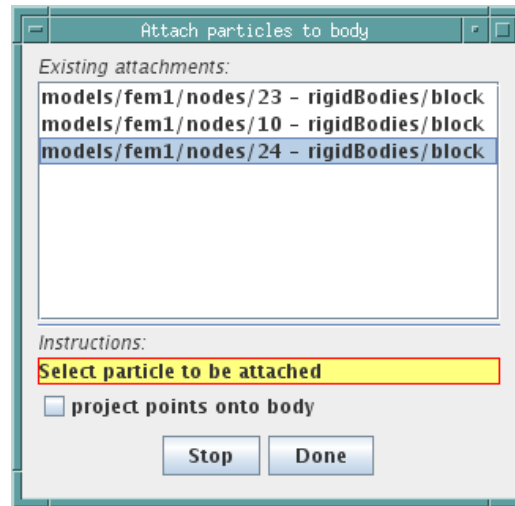 Attach particles to body
Existing attachments:
models/fem1/nodes/23 - rigidBodies/block
models/fem1/nodes/10 - rigidBodies/block
models/fem1/nodes/24 - rigidBodies/block
Instructions:
Select particle to be attached
project points onto body
Stop Done